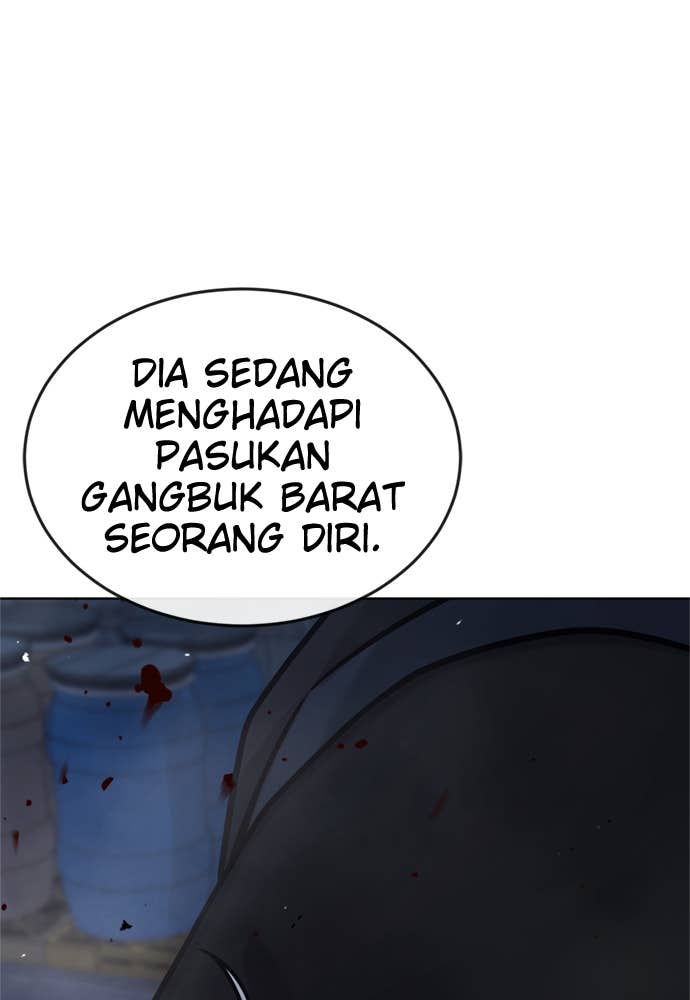 DIA SEDANG
MENGHADAPI
PASUKAN
GANGBUK BARAT
SEORANG DIRI.